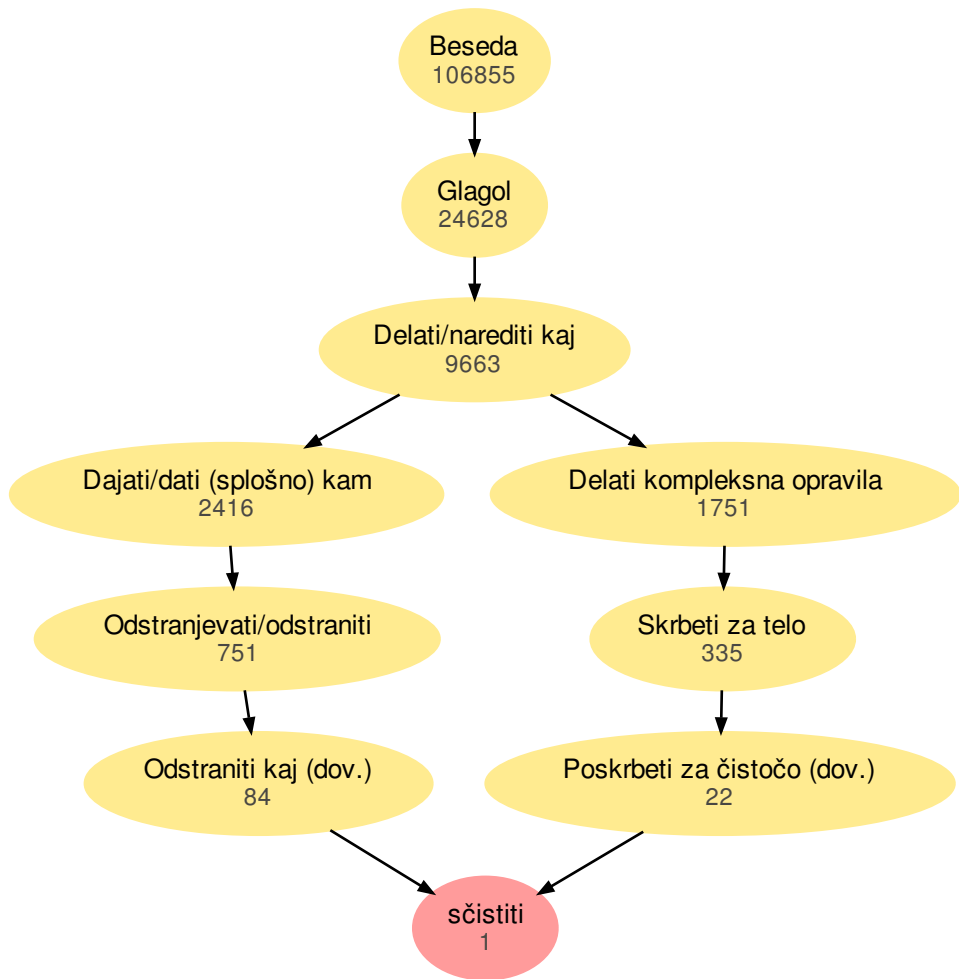 Beseda
106855
Glagol
24628
Delati/narediti kaj
9663
Dajati/dati (splošno) kam
2416
Delati kompleksna opravila
1751
Odstranjevati/odstraniti
751
Skrbeti za telo
335
Odstraniti kaj (dov.)
84
Poskrbeti za čistočo (dov.)
22
sčistiti
1